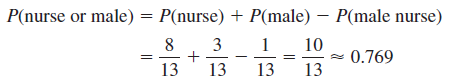 P(nurse or male) = P(nurse) + P(male) − P(male nurse)
= 8/13 + 3/13 − 1/13 = 10/13 ≈ 0.769